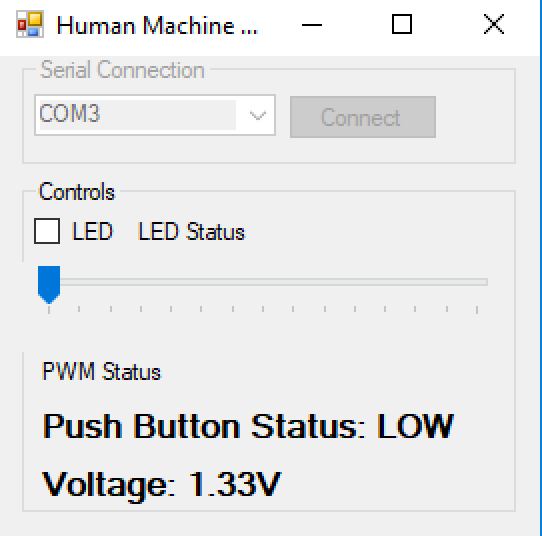 Human Machine ...
Serial Connection
COM3
Connect
Controls
LED LED Status
PWM Status
Push Button Status: LOW
Voltage: 1.33V